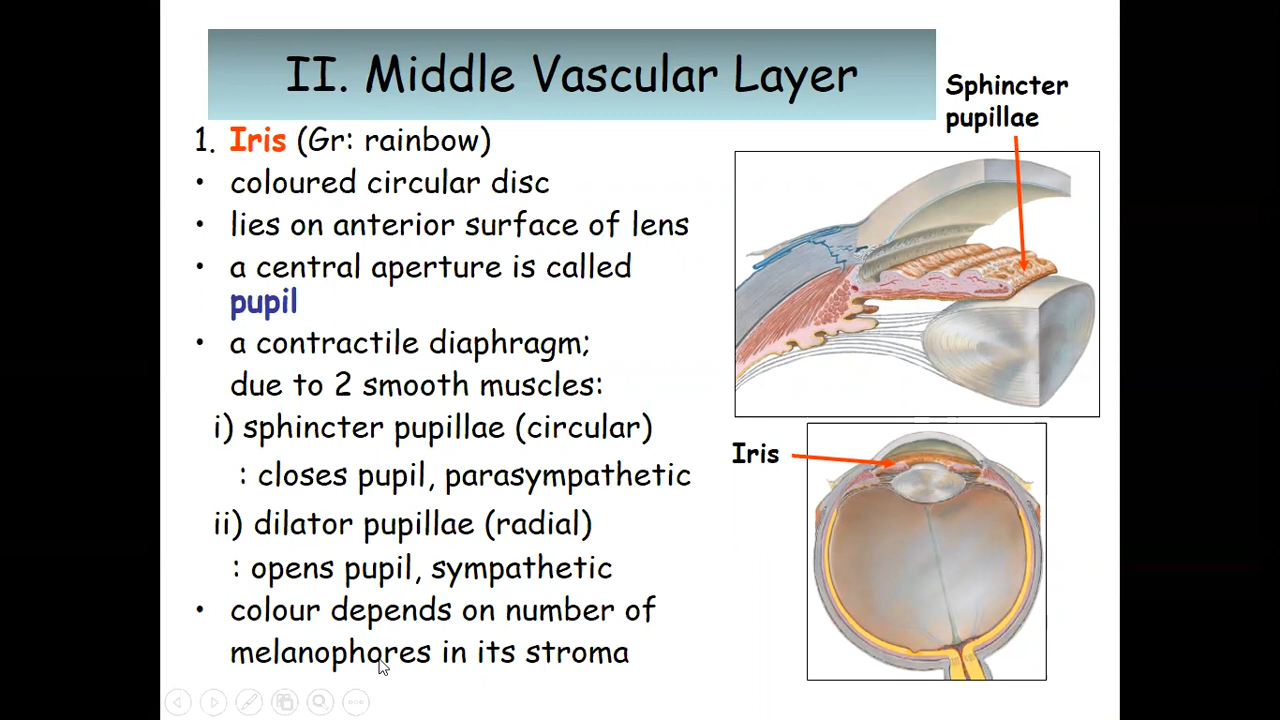 II. Middle Vascular Layer
1. Iris (Gr: rainbow)
• coloured circular disc
• lies on anterior surface of lens
• a central aperture is called
pupil
• a contractile diaphragm;
due to 2 smooth muscles:
i) sphincter pupillae (circular)
: closes pupil, parasympathetic
ii) dilator pupillae (radial)
: opens pupil, sympathetic
• colour depends on number of
melanophores in its stroma
Sphincter
pupillae
Iris